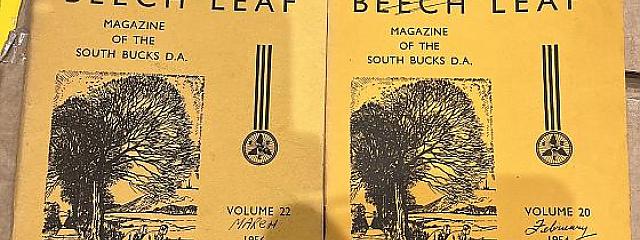 BEECH LEAF
MAGAZINE
OF THE
SOUTH BUCKS D.A.
VOLUME 22
MARCH
1956
BEECH LEAF
MAGAZINE
OF THE
SOUTH BUCKS D.A.
VOLUME 20
February